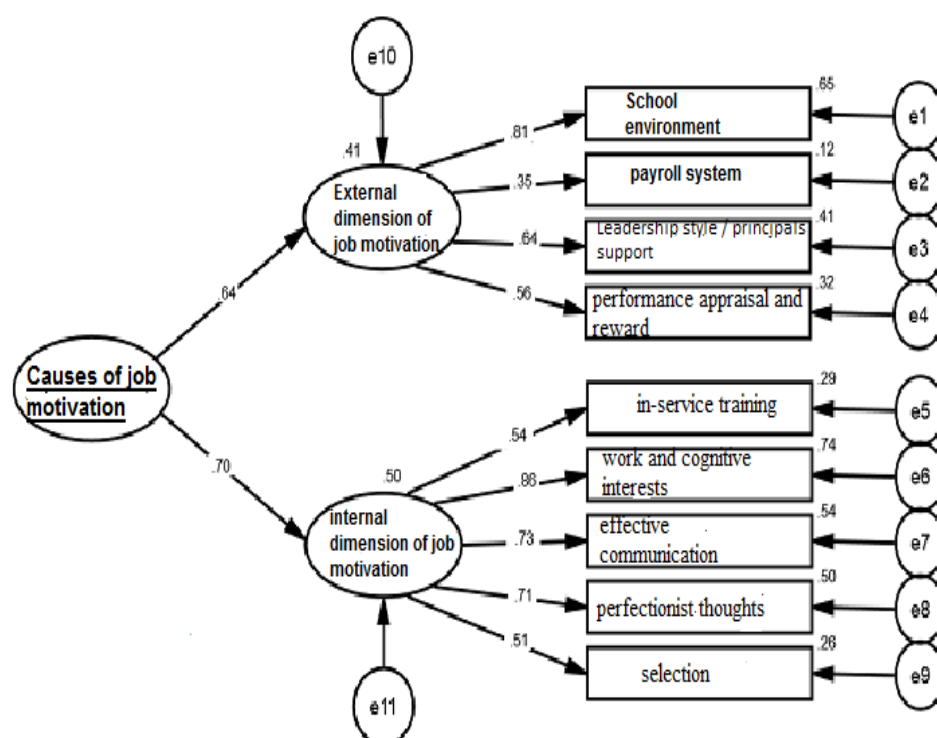 e10
.65
School
environment
e1
.81
.41
.12
payroll system
e2
.35
External
dimension of
job motivation
.41
Leadership style / principals
support
e3
.64
.32
performance appraisal and
reward
e4
.56
.64
Causes of job
motivation
.29
in-service training
e5
.54
.70
.74
work and cognitive
interests
e6
.86
.50
.54
effective
communication
e7
.73
internal
dimension of job
motivation
.50
perfectionist thoughts
e8
.71
.26
selection
e9
.51
e11